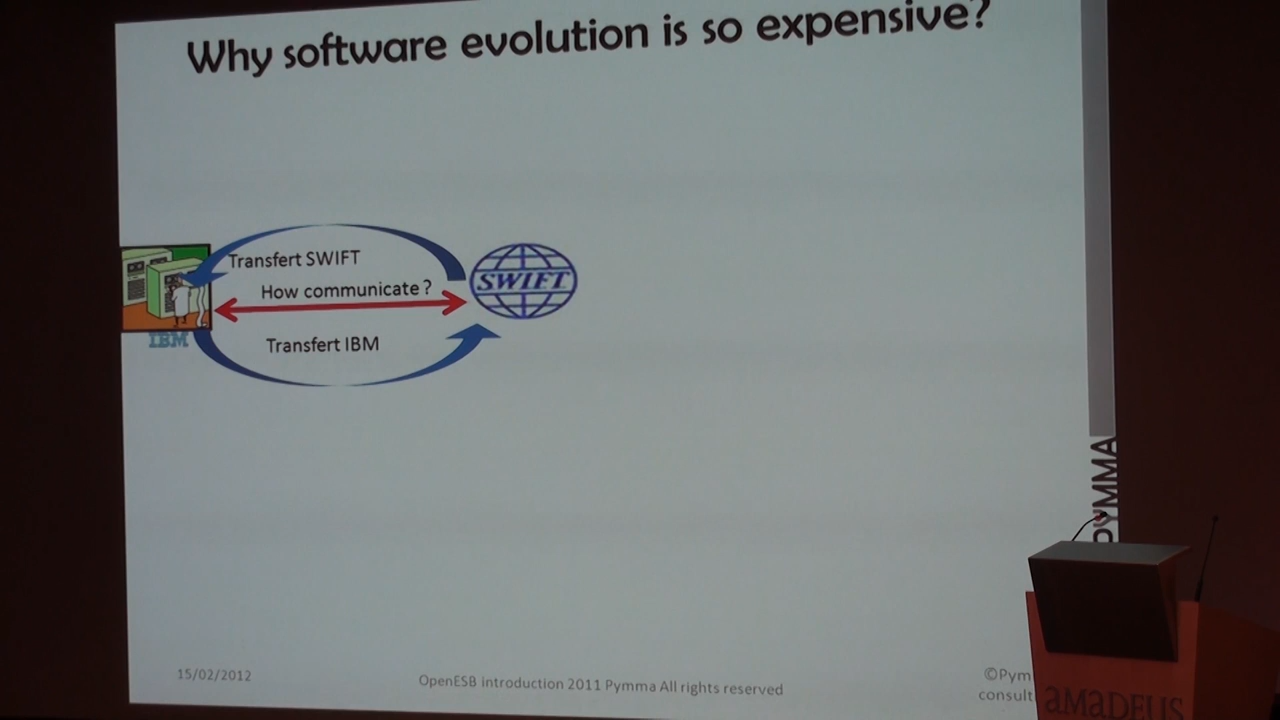 Why software evolution is so expensive?
Transfert SWIFT
How communicate ?
SWIFT
IBM
Transfert IBM
PYMMA
15/02/2012
OpenESB introduction 2011 Pymma All rights reserved
©Pym
consult
amadeus